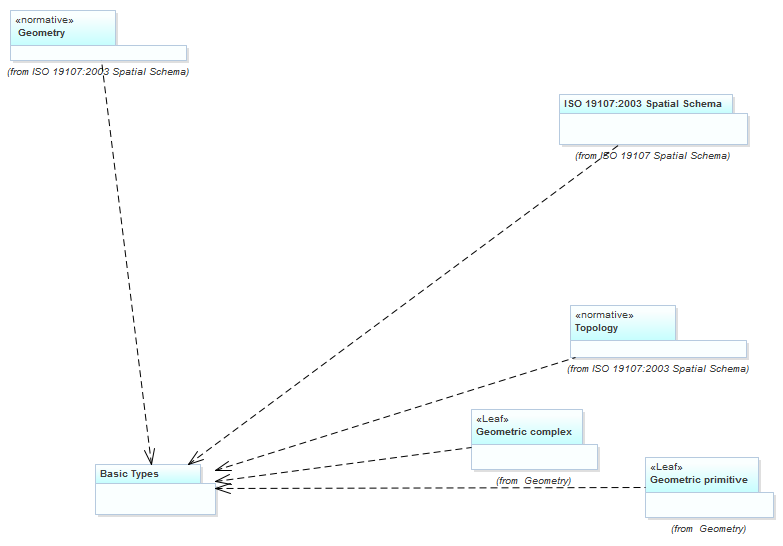 «normative»
Geometry
(from ISO 19107:2003 Spatial Schema)
ISO 19107:2003 Spatial Schema
(from ISO 19107 Spatial Schema)
«normative»
Topology
(from ISO 19107:2003 Spatial Schema)
«Leaf»
Geometric complex
(from Geometry)
«Leaf»
Geometric primitive
(from Geometry)
Basic Types